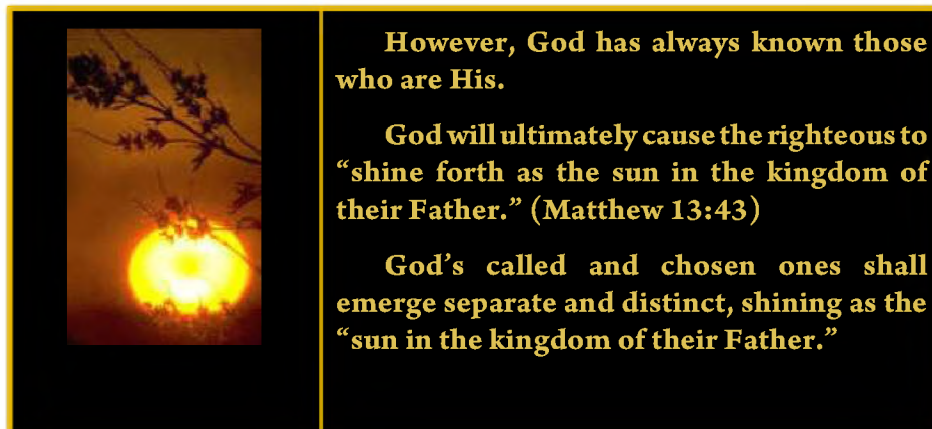 However, God has always known those
who are His.
God will ultimately cause the righteous to
“shine forth as the sun in the kingdom of
their Father.” (Matthew 13:43)
God’s called and chosen ones shall
emerge separate and distinct, shining as the
“sun in the kingdom of their Father.”